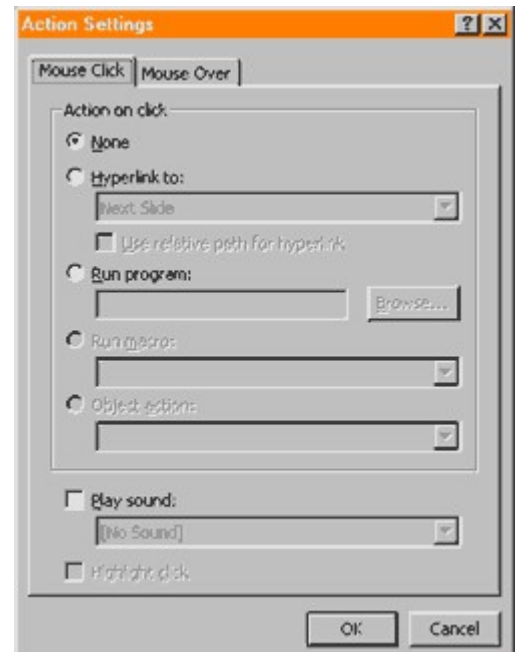 Action Settings
Mouse Click Mouse Over
Action on click
None
Hyperlink to:
Next Slide
Use relative path for hyperlink
Run program:
Browse...
Run macro:
Object action:
Play sound:
[No Sound]
Highlight click
OK Cancel